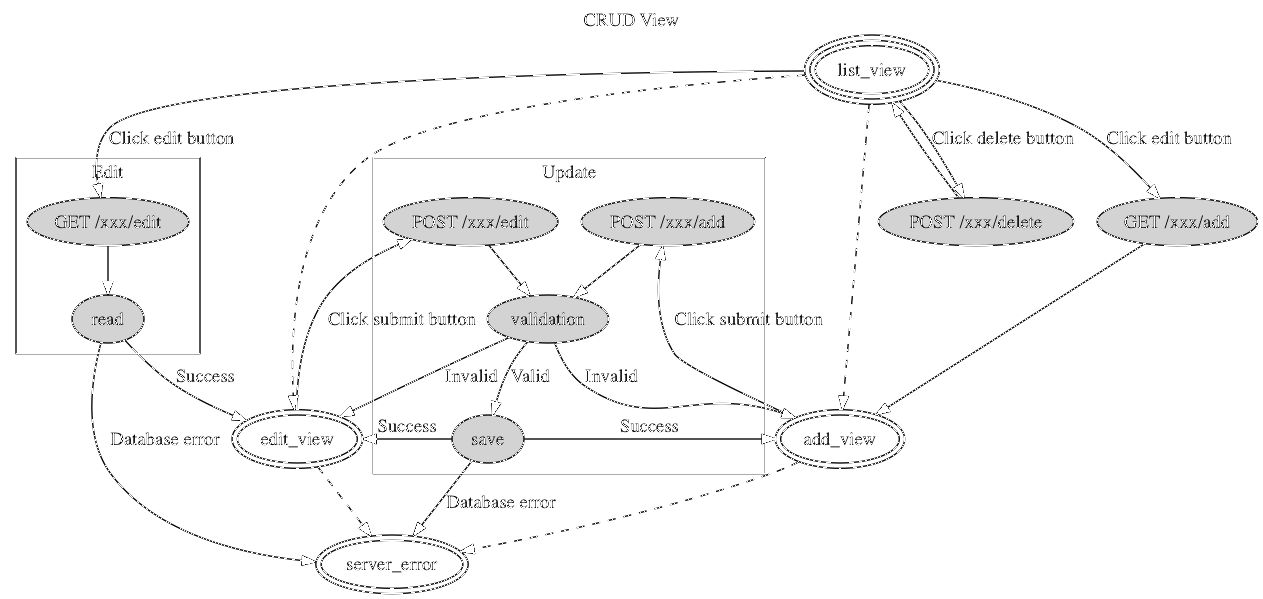 CRUD View
list_view
Click edit button
Click delete button
Click edit button
Edit
Update
GET /xxx/edit
POST /xxx/edit
POST /xxx/add
POST /xxx/delete
GET /xxx/add
read
Click submit button
validation
Click submit button
Success
Invalid
Valid
Invalid
Database error
edit_view
Success
save
Success
add_view
Database error
server_error